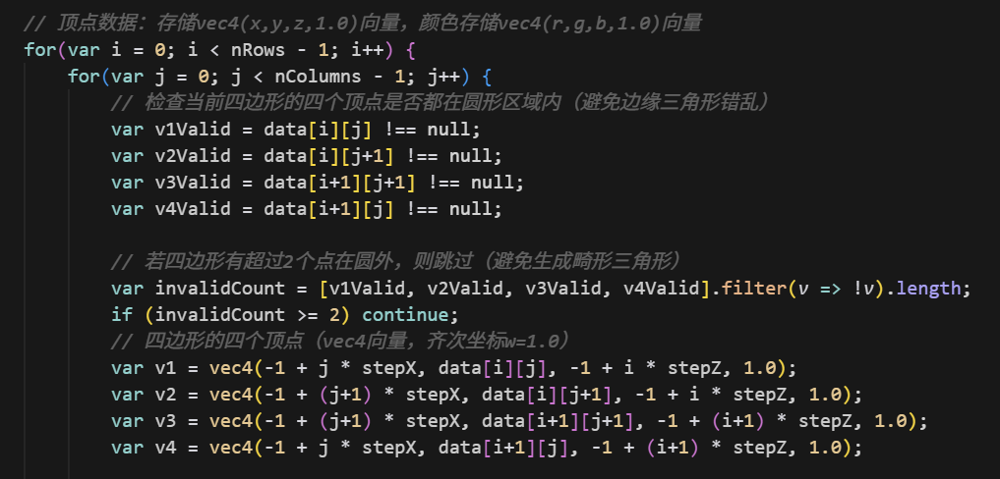 // 顶点数据：存储vec4(x,y,z,1.0)向量，颜色存储vec4(r,g,b,1.0)向量
for(var i = 0; i < nRows - 1; i++) {
for(var j = 0; j < nColumns - 1; j++) {
// 检查当前四边形的四个顶点是否都在圆形区域内（避免边缘三角形错乱）
var v1Valid = data[i][j] !== null;
var v2Valid = data[i][j+1] !== null;
var v3Valid = data[i+1][j+1] !== null;
var v4Valid = data[i+1][j] !== null;
// 若四边形有超过2个点在圆外，则跳过（避免生成畸形三角形）
var invalidCount = [v1Valid, v2Valid, v3Valid, v4Valid].filter(v => !v).length;
if (invalidCount >= 2) continue;
// 四边形的四个顶点（vec4向量，齐次坐标w=1.0）
var v1 = vec4(-1 + j * stepX, data[i][j], -1 + i * stepZ, 1.0);
var v2 = vec4(-1 + (j+1) * stepX, data[i][j+1], -1 + i * stepZ, 1.0);
var v3 = vec4(-1 + (j+1) * stepX, data[i+1][j+1], -1 + (i+1) * stepZ, 1.0);
var v4 = vec4(-1 + j * stepX, data[i+1][j], -1 + (i+1) * stepZ, 1.0);